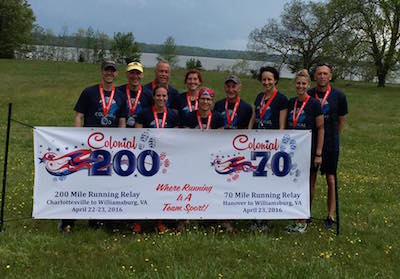 Colonial
200
200 Mile Running Relay
Charlottesville to Williamsburg, VA
April 22-23, 2016
Where Running
Is A
Team Sport!
Colonial
70
70 Mile Running Relay
Hanover to Williamsburg, VA
April 23, 2016